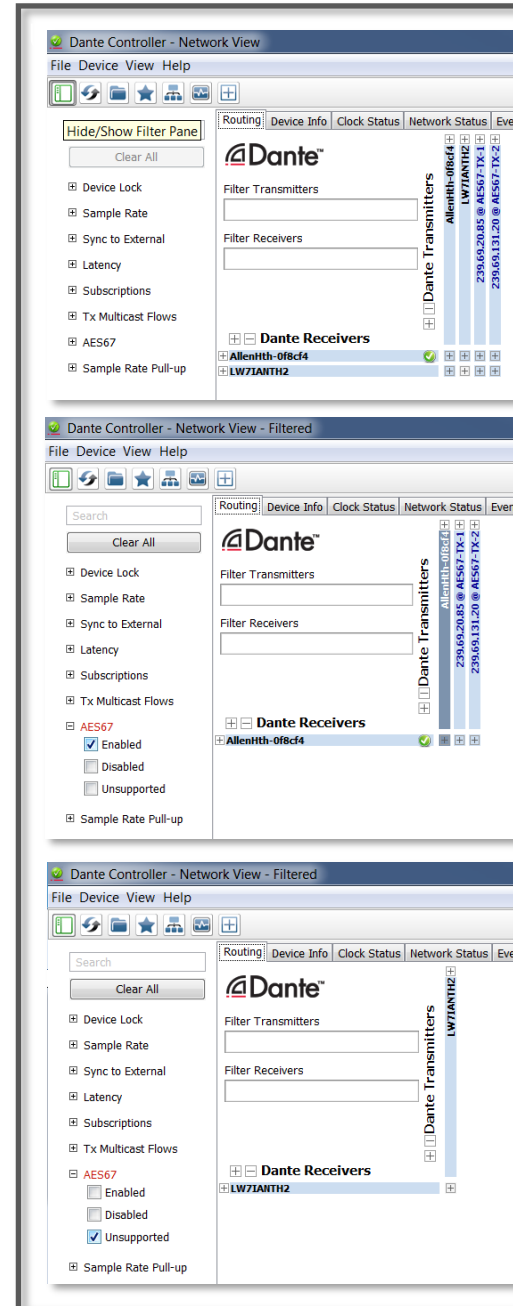 Dante Controller - Network View
File Device View Help
Hide/Show Filter Pane
Clear All
Device Lock
Sample Rate
Sync to External
Latency
Subscriptions
Tx Multicast Flows
AES67
Sample Rate Pull-up
Routing Device Info Clock Status Network Status Eve
Dante™
Filter Transmitters
Filter Receivers
Dante Transmitters
AllenHth-0f8cf4
LW7IANTH2
239.69.20.85 @ AES67-TX-1
239.69.131.20 @ AES67-TX-2
Dante Receivers
AllenHth-0f8cf4
LW7IANTH2
Dante Controller - Network View - Filtered
File Device View Help
Search
Clear All
Device Lock
Sample Rate
Sync to External
Latency
Subscriptions
Tx Multicast Flows
AES67
Enabled
Disabled
Unsupported
Sample Rate Pull-up
Routing Device Info Clock Status Network Status Even
Dante™
Filter Transmitters
Filter Receivers
Dante Transmitters
AllenHth-0f8cf4
239.69.20.85 @ AES67-TX-1
239.69.131.20 @ AES67-TX-2
Dante Receivers
AllenHth-0f8cf4
Dante Controller - Network View - Filtered
File Device View Help
Search
Clear All
Device Lock
Sample Rate
Sync to External
Latency
Subscriptions
Tx Multicast Flows
AES67
Enabled
Disabled
Unsupported
Sample Rate Pull-up
Routing Device Info Clock Status Network Status Eve
Dante™
Filter Transmitters
Filter Receivers
Dante Transmitters
LW7IANTH2
Dante Receivers
LW7IANTH2